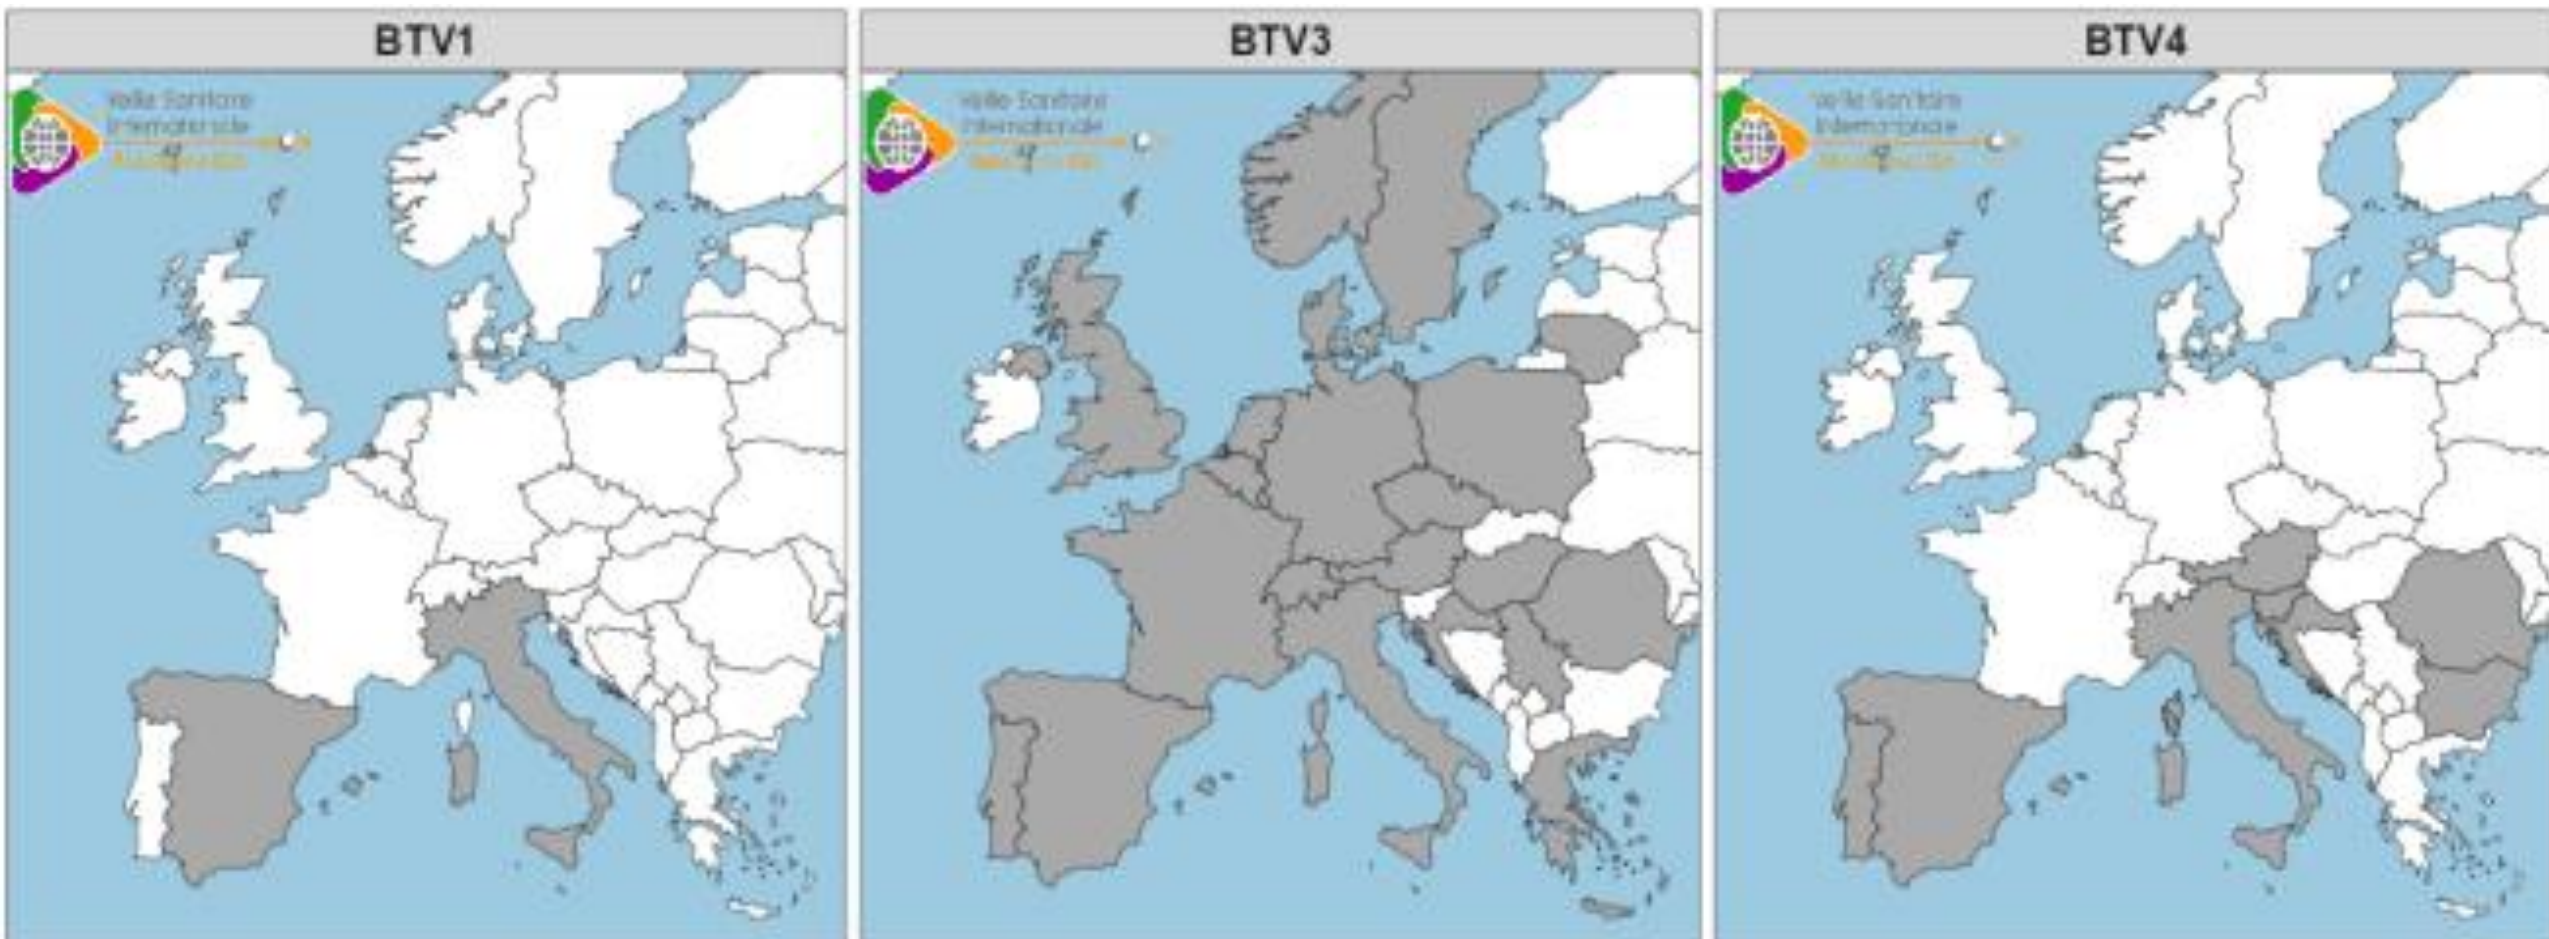 BTV1
BTV3
BTV4
Veille Sanitaire
Internationale
Veille Sanitaire
Internationale
Veille Sanitaire
Internationale